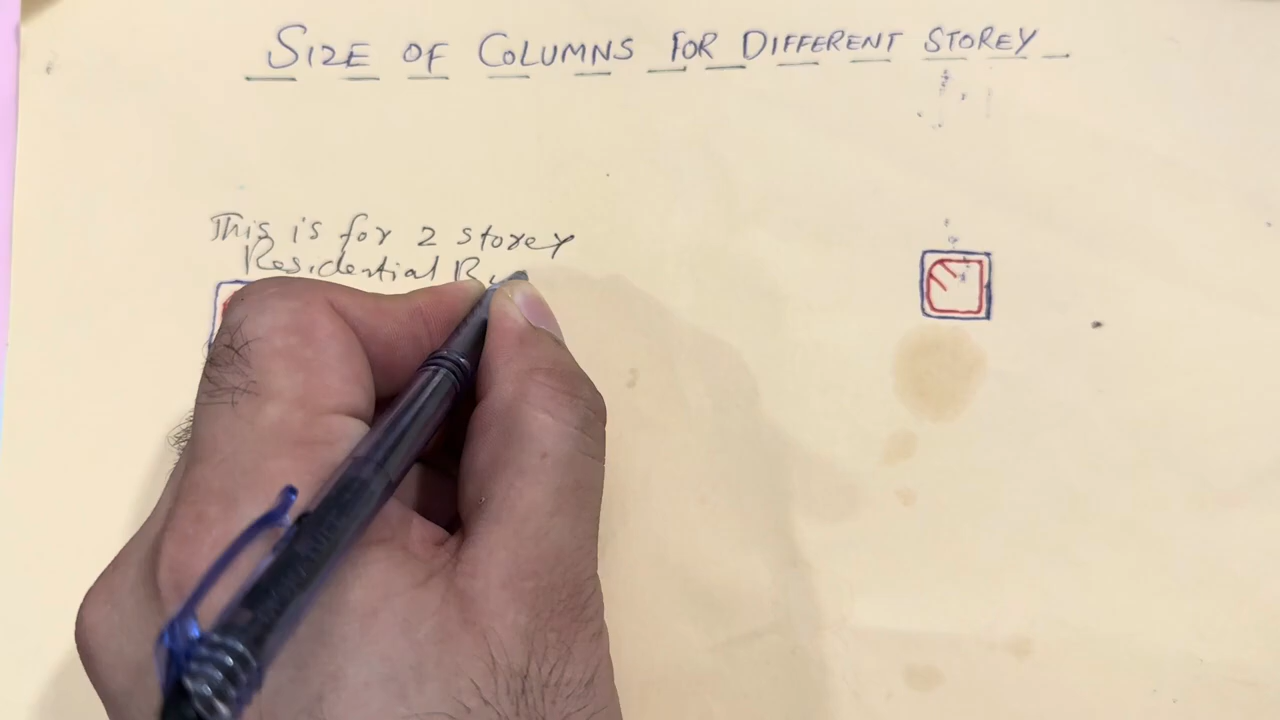 SIZE OF COLUMNS FOR DIFFERENT STOREY
This is for 2 storey
Residential